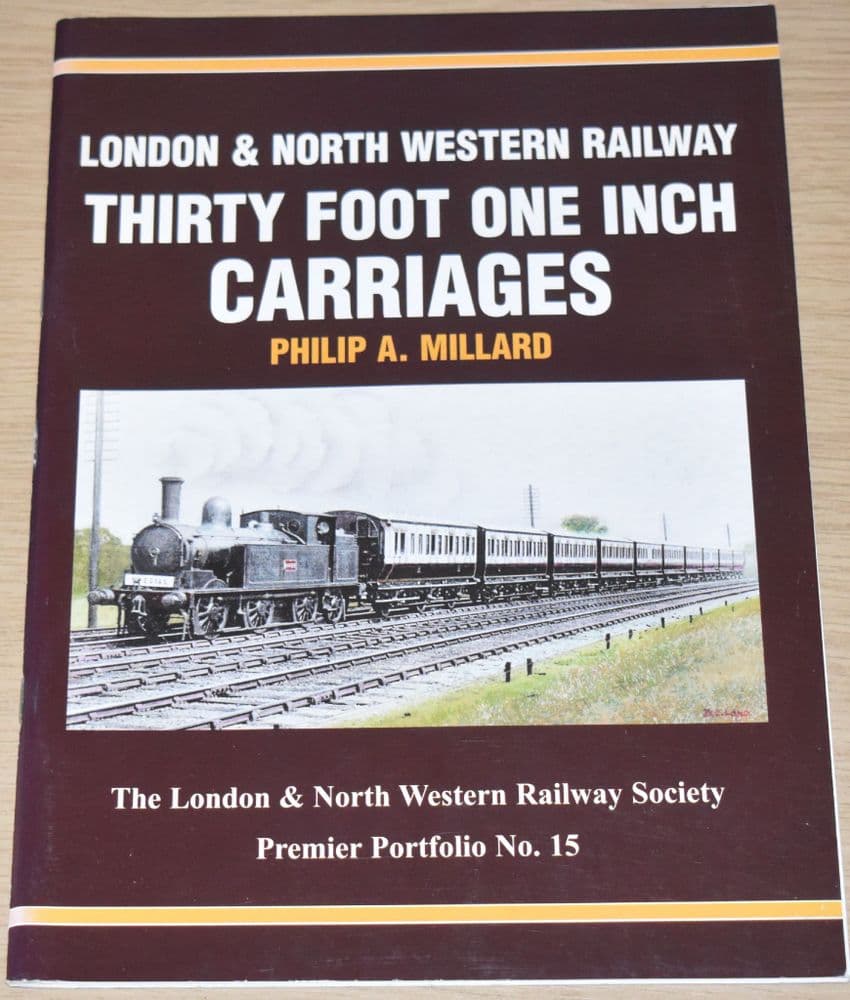 LONDON & NORTH WESTERN RAILWAY
THIRTY FOOT ONE INCH
CARRIAGES
PHILIP A. MILLARD
The London & North Western Railway Society
Premier Portfolio No. 15